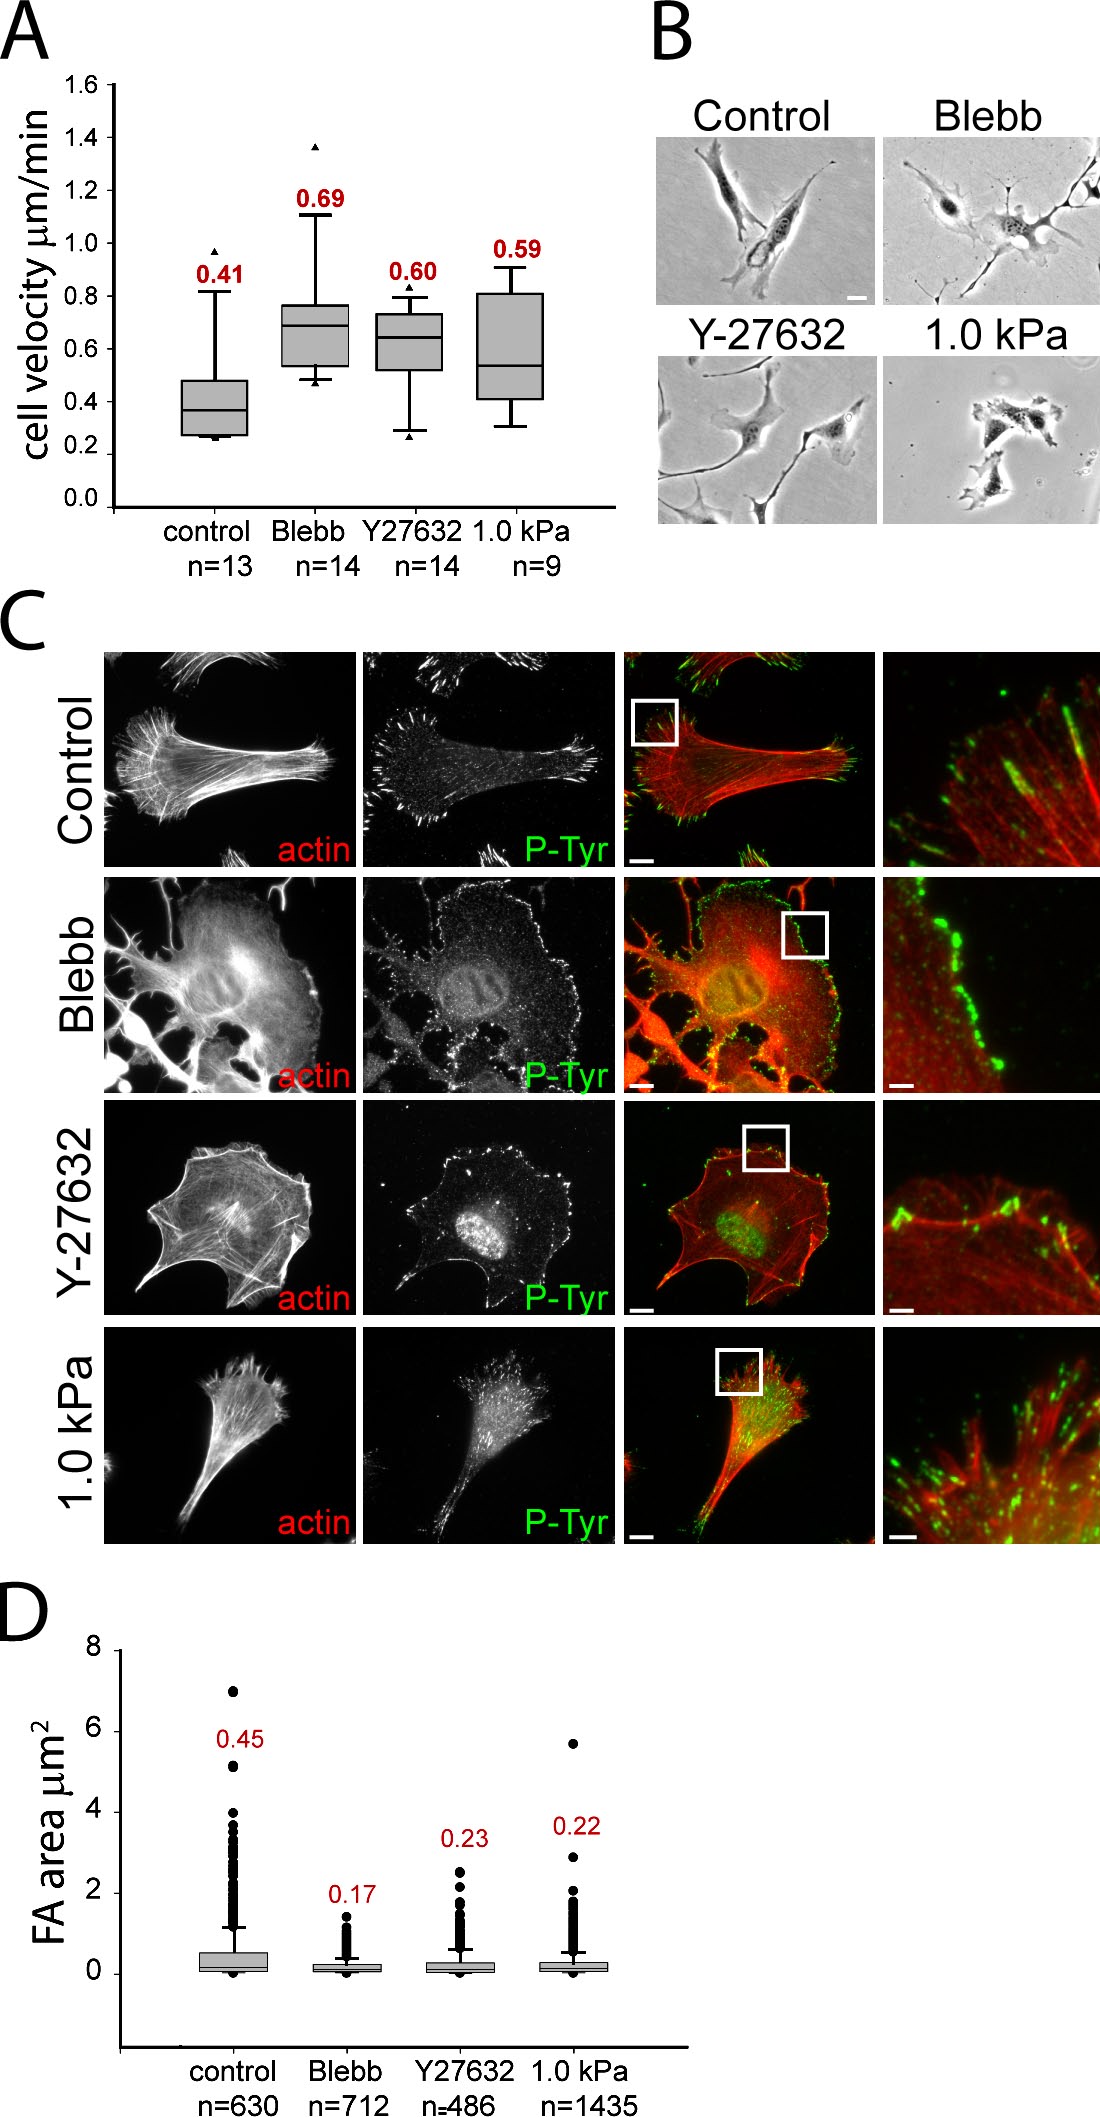 A
cell velocity μm/min
1.6
1.4
1.2
1.0
0.8
0.6
0.4
0.2
0.0
0.41
0.69
0.60
0.59
control Blebb Y27632 1.0 kPa
n=13 n=14 n=14 n=9
B
Control Blebb
Y-27632 1.0 kPa
C
Control
actin P-Tyr
Blebb
actin P-Tyr
Y-27632
actin P-Tyr
1.0 kPa
actin P-Tyr
D
FA area μm²
8
6
4
2
0
0.45
0.17
0.23
0.22
control Blebb Y27632 1.0 kPa
n=630 n=712 n=486 n=1435